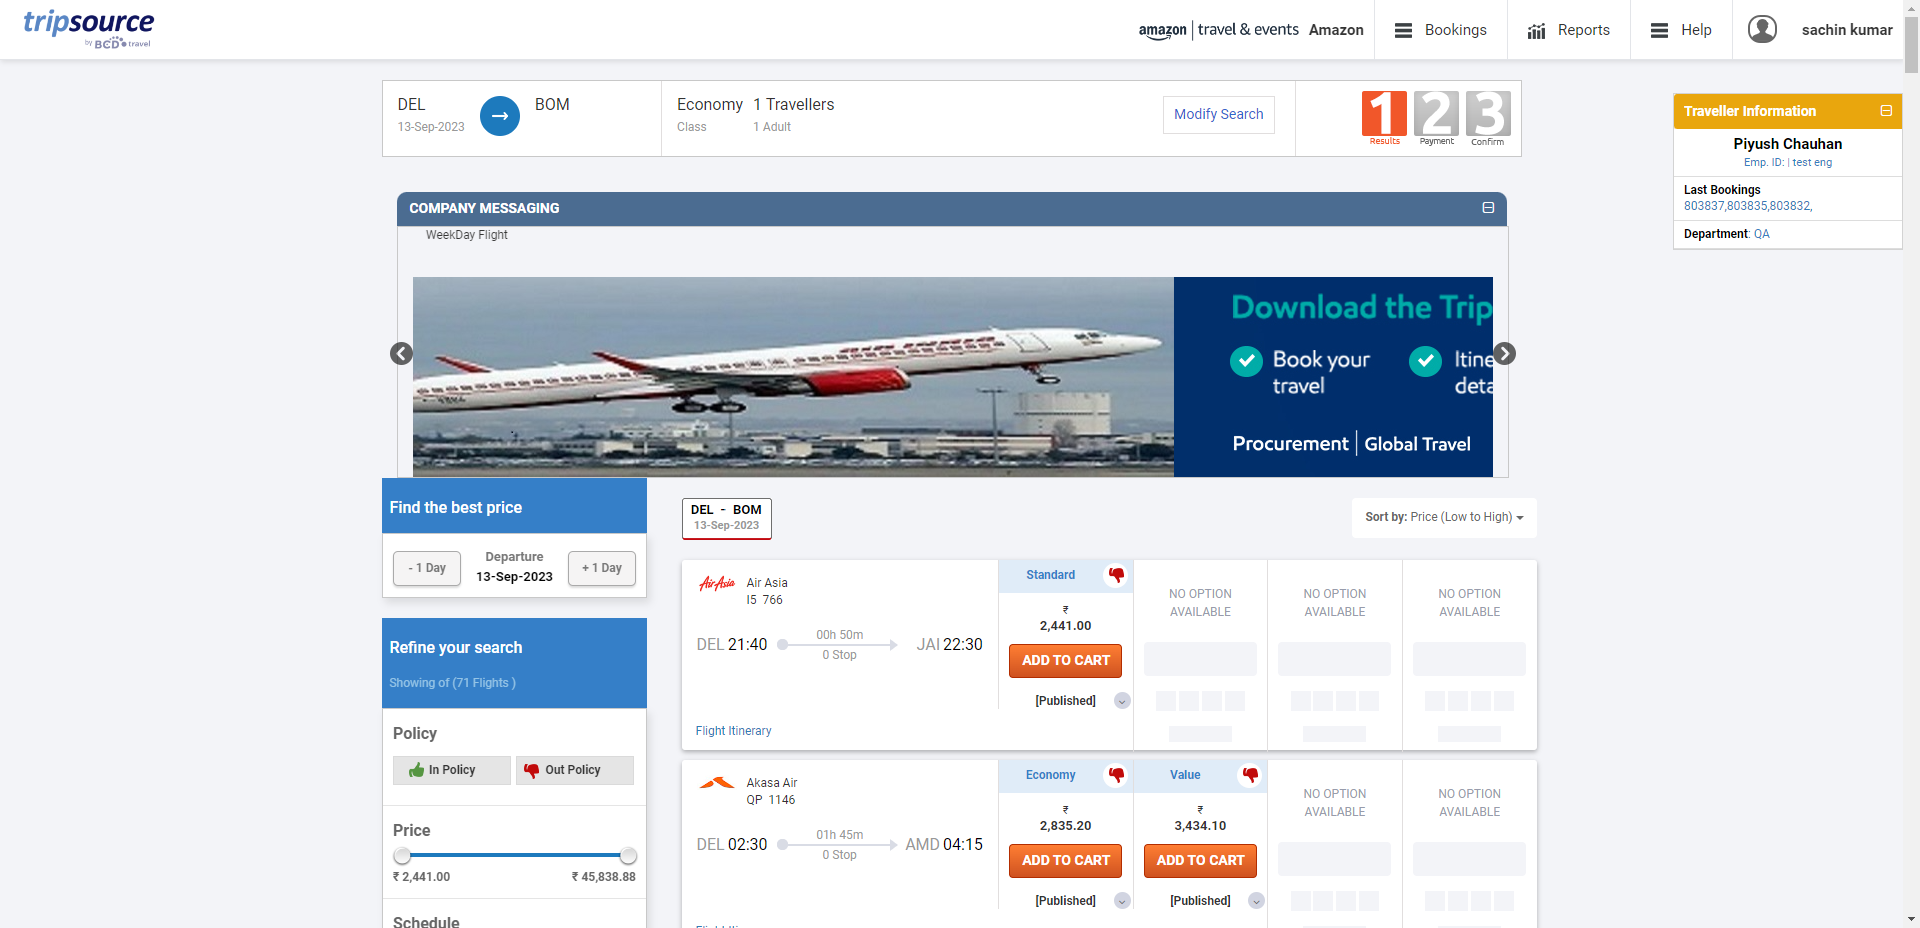 tripsource
by BCD travel
amazon | travel & events Amazon
Bookings
Reports
Help
sachin kumar
DEL
13-Sep-2023
BOM
Economy
Class
1 Travellers
1 Adult
Modify Search
1 2 3
Results Payment Confirm
Traveller Information
Piyush Chauhan
Emp. ID: | test eng
Last Bookings
803837,803835,803832,
Department: QA
COMPANY MESSAGING
WeekDay Flight
Download the Trip
Book your
travel
Itine
deta
Procurement | Global Travel
Find the best price
- 1 Day
Departure
13-Sep-2023
+ 1 Day
Refine your search
Showing of (71 Flights )
Policy
In Policy
Out Policy
Price
₹ 2,441.00
₹ 45,838.88
Schedule
DEL - BOM
13-Sep-2023
Sort by: Price (Low to High)
AirAsia
Air Asia
I5 766
DEL 21:40
00h 50m
0 Stop
JAI 22:30
Flight Itinerary
Standard
₹
2,441.00
ADD TO CART
[Published]
NO OPTION
AVAILABLE
NO OPTION
AVAILABLE
NO OPTION
AVAILABLE
Akasa Air
QP 1146
DEL 02:30
01h 45m
0 Stop
AMD 04:15
Economy
₹
2,835.20
ADD TO CART
[Published]
Value
₹
3,434.10
ADD TO CART
[Published]
NO OPTION
AVAILABLE
NO OPTION
AVAILABLE